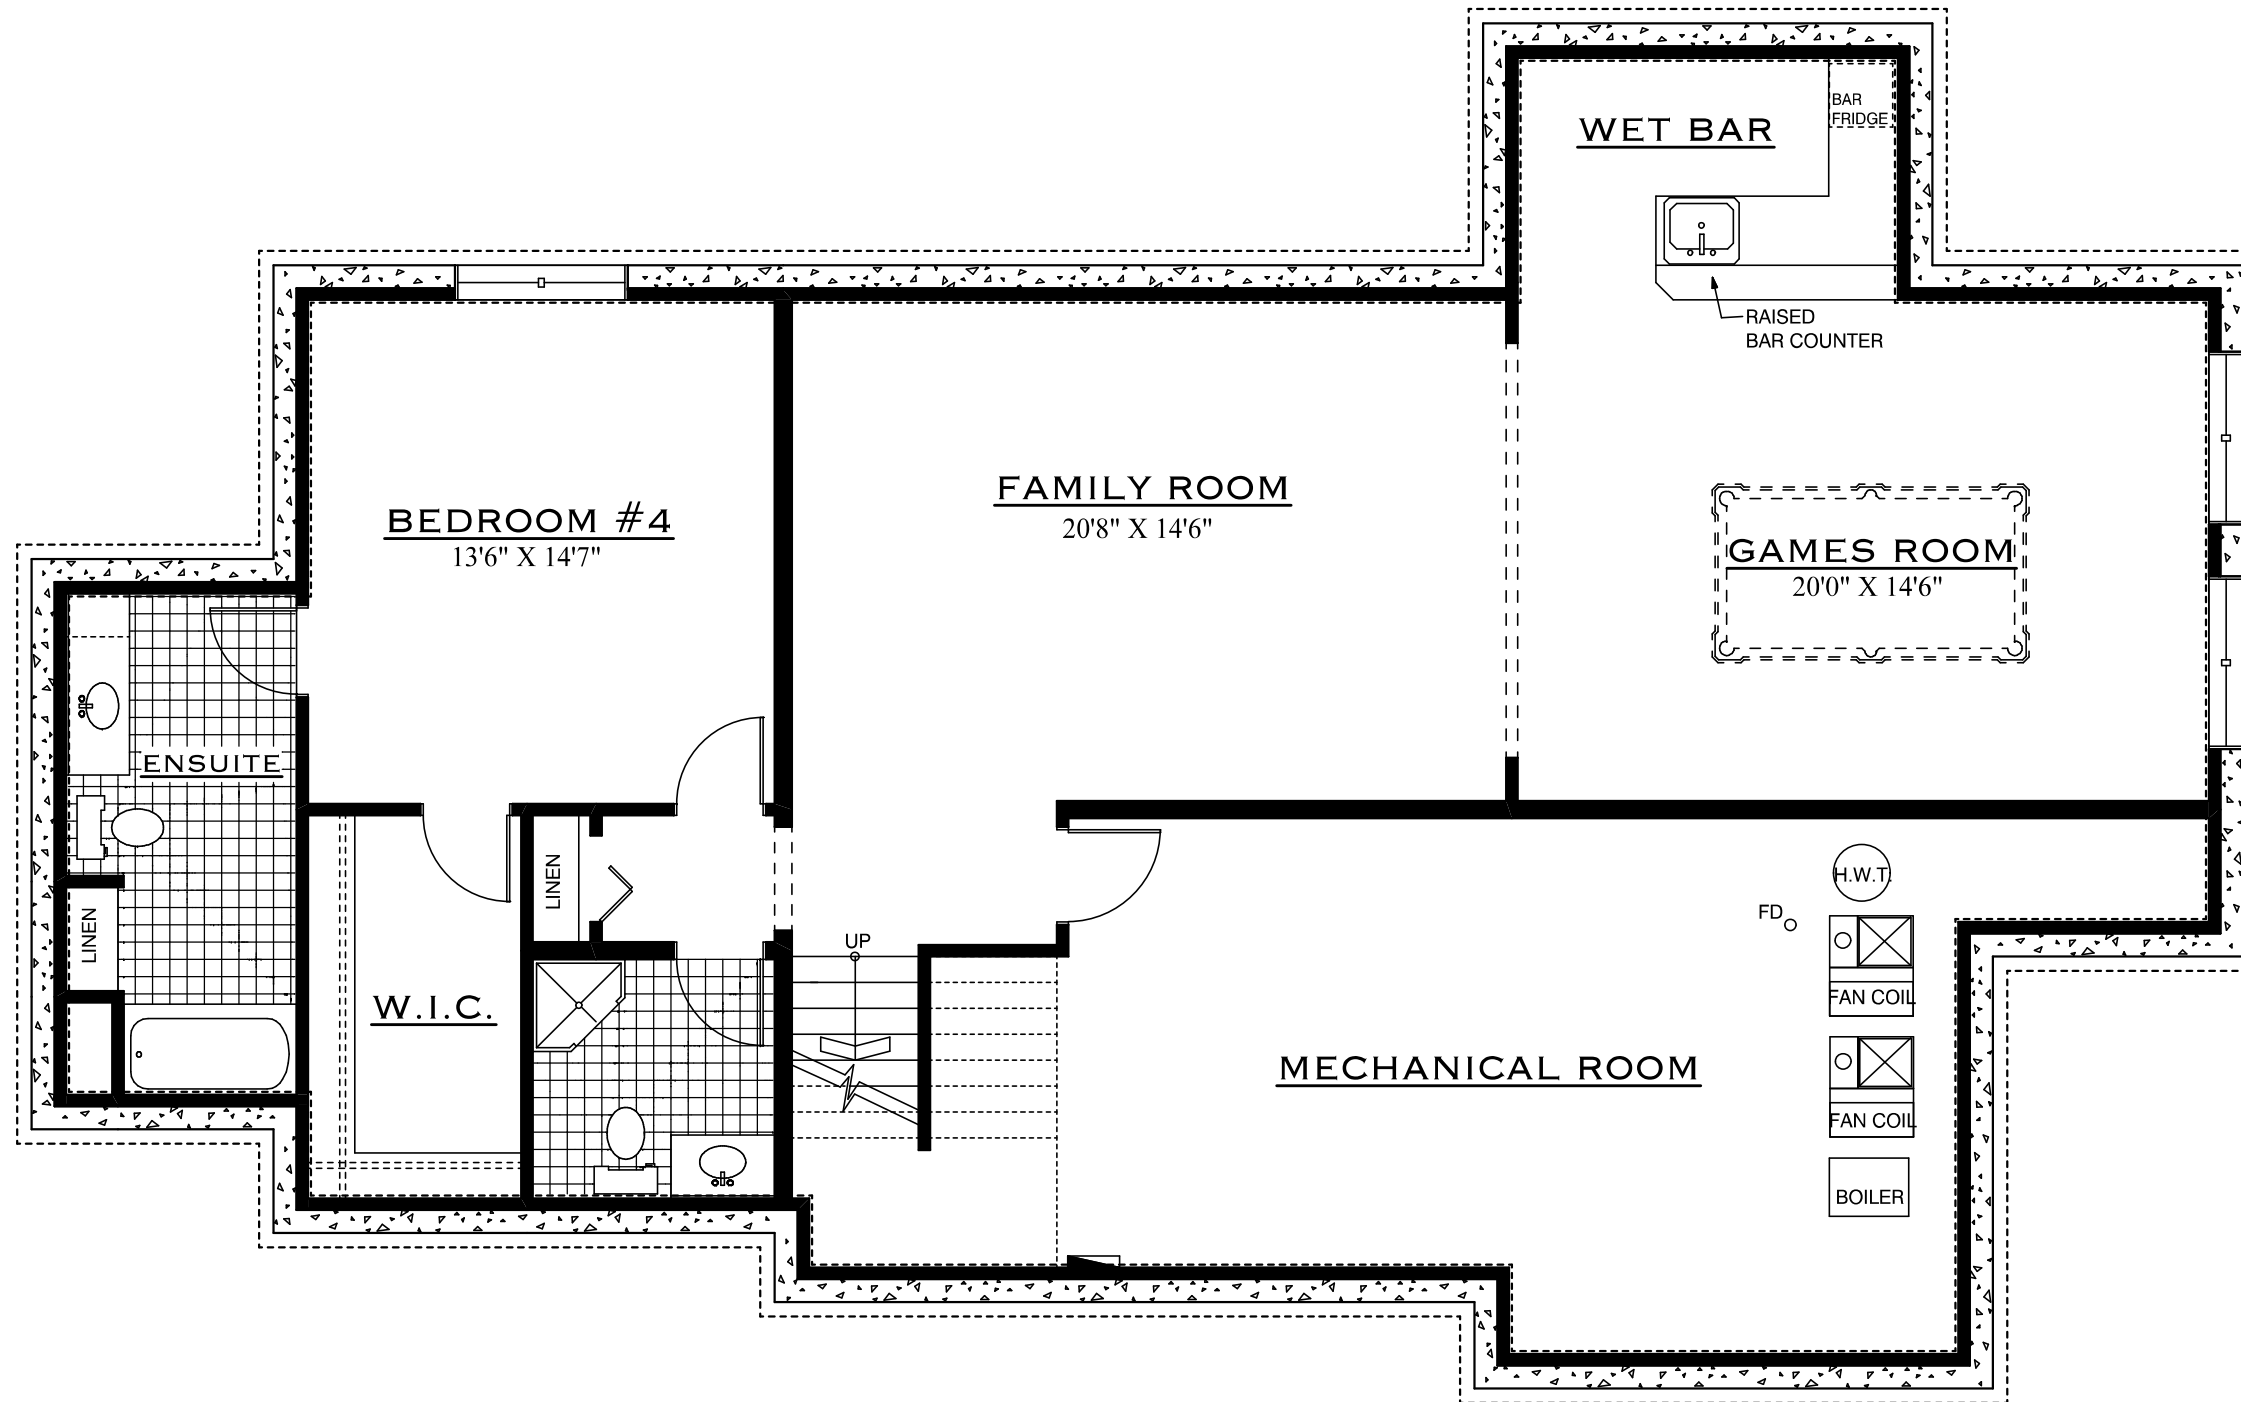 BAR
FRIDGE
WET BAR
RAISED
BAR COUNTER
FAMILY ROOM
20'8" X 14'6"
BEDROOM #4
13'6" X 14'7"
GAMES ROOM
20'0" X 14'6"
ENSUITE
LINEN
LINEN
H.W.T.
FD
UP
FAN COIL
W.I.C.
MECHANICAL ROOM
FAN COIL
BOILER